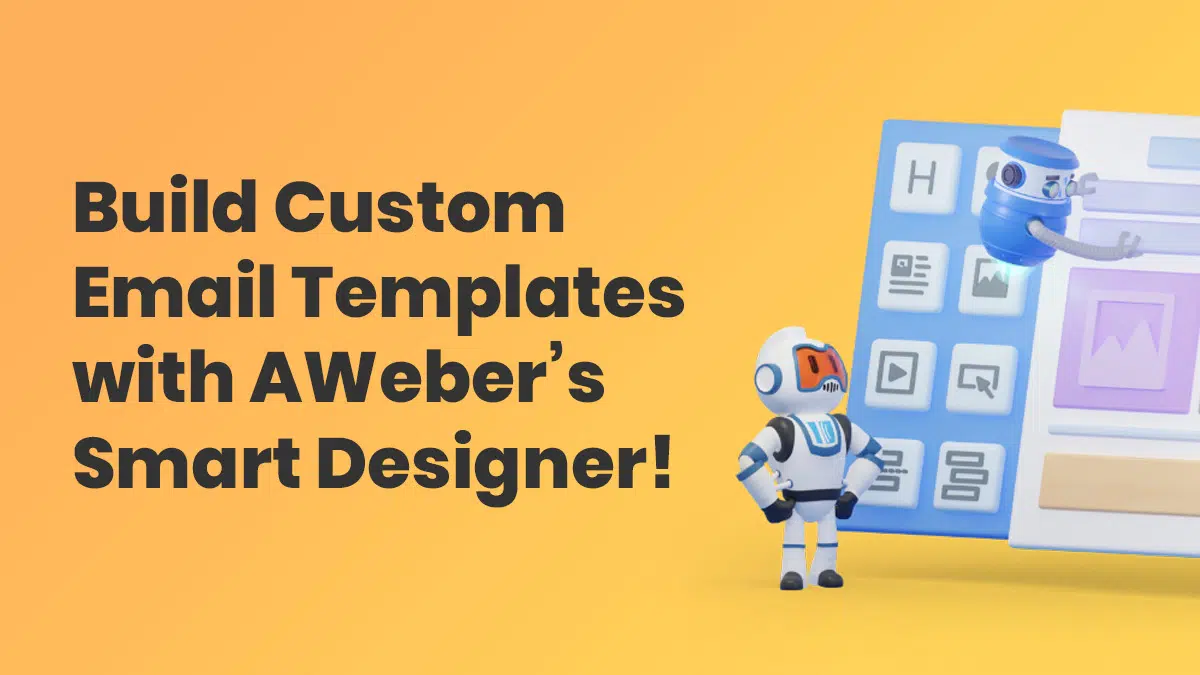 Build Custom
Email Templates
with AWeber’s
Smart Designer!
H